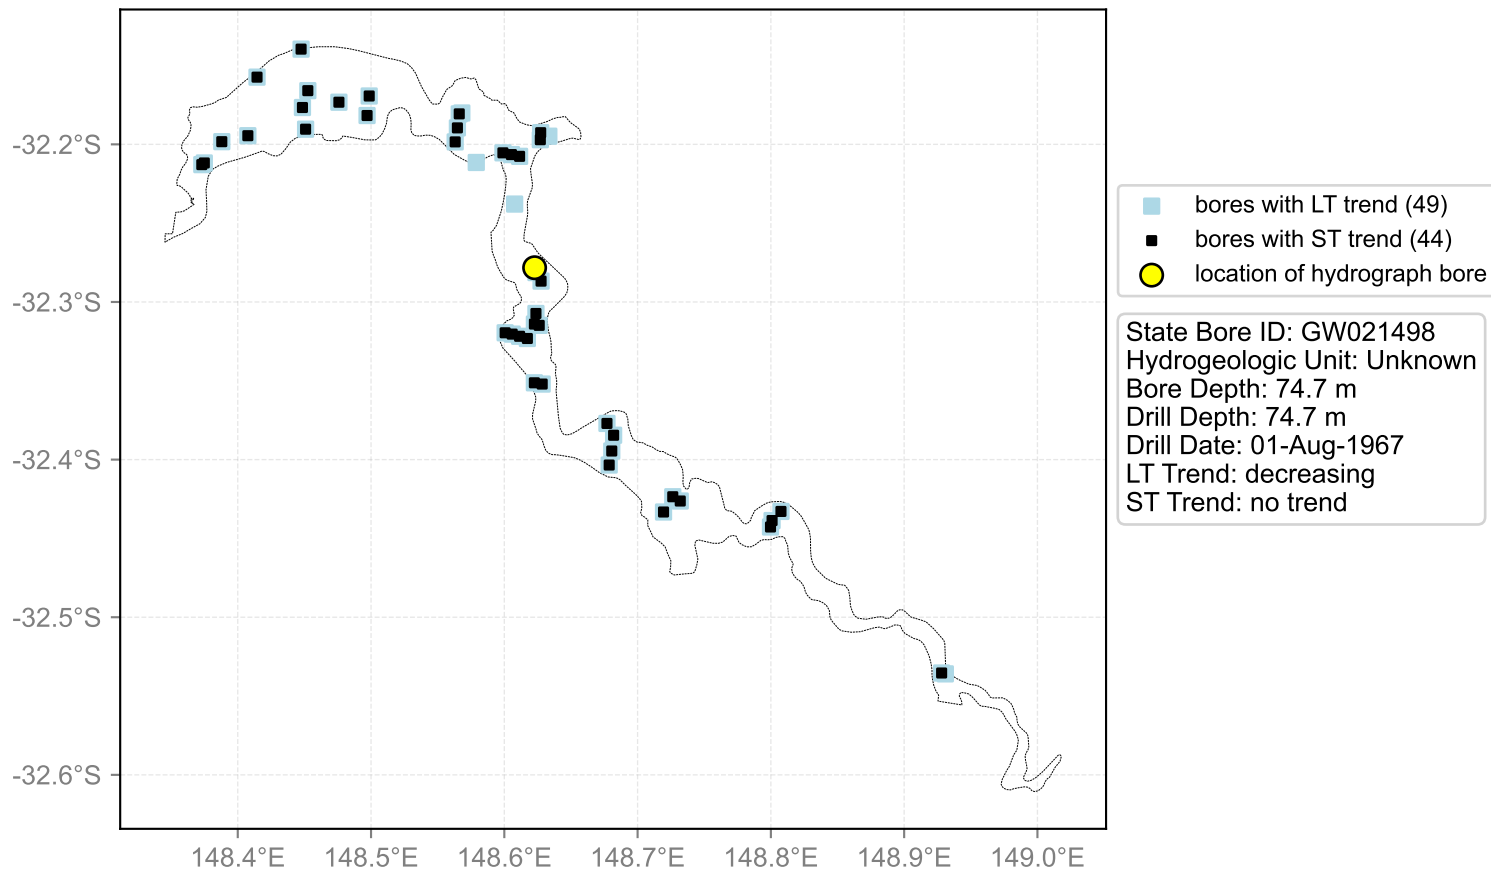 -32.2°S
-32.3°S
-32.4°S
-32.5°S
-32.6°S
148.4°E
148.5°E
148.6°E
148.7°E
148.8°E
148.9°E
149.0°E
bores with LT trend (49)
bores with ST trend (44)
location of hydrograph bore
State Bore ID: GW021498
Hydrogeologic Unit: Unknown
Bore Depth: 74.7 m
Drill Depth: 74.7 m
Drill Date: 01-Aug-1967
LT Trend: decreasing
ST Trend: no trend